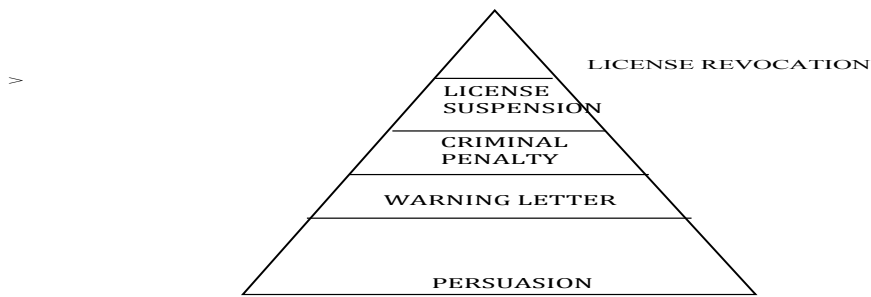 LICENSE REVOCATION
>
LICENSE
SUSPENSION
CRIMINAL
PENALTY
WARNING LETTER
PERSUASION